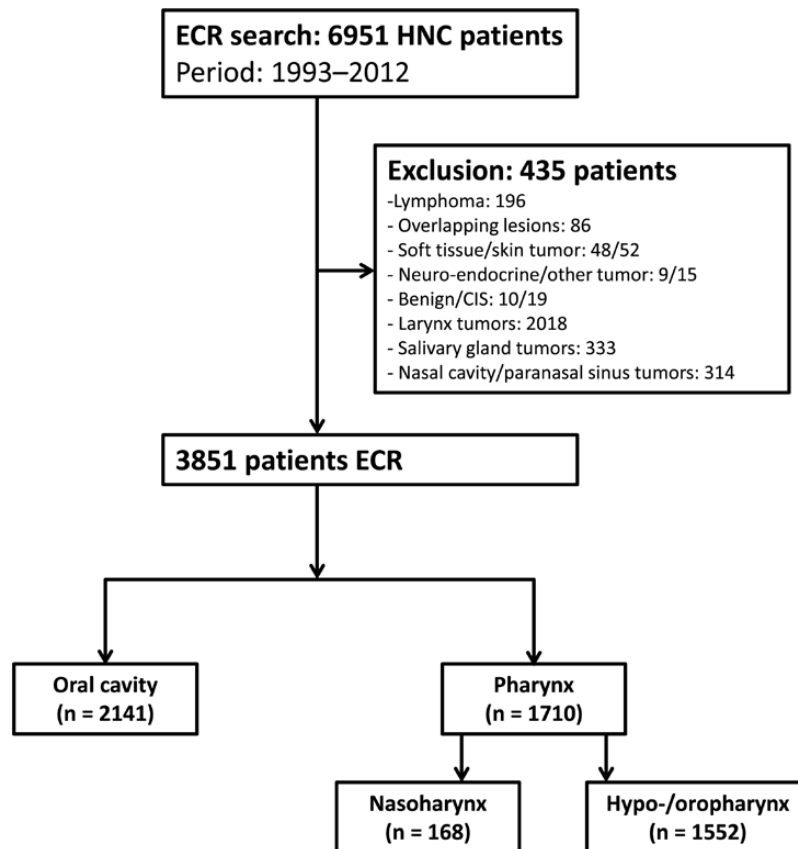 ECR search: 6951 HNC patients
Period: 1993–2012
Exclusion: 435 patients
-Lymphoma: 196
- Overlapping lesions: 86
- Soft tissue/skin tumor: 48/52
- Neuro-endocrine/other tumor: 9/15
- Benign/CIS: 10/19
- Larynx tumors: 2018
- Salivary gland tumors: 333
- Nasal cavity/paranasal sinus tumors: 314
3851 patients ECR
Oral cavity
(n = 2141)
Pharynx
(n = 1710)
Nasoharynx
(n = 168)
Hypo-/oropharynx
(n = 1552)